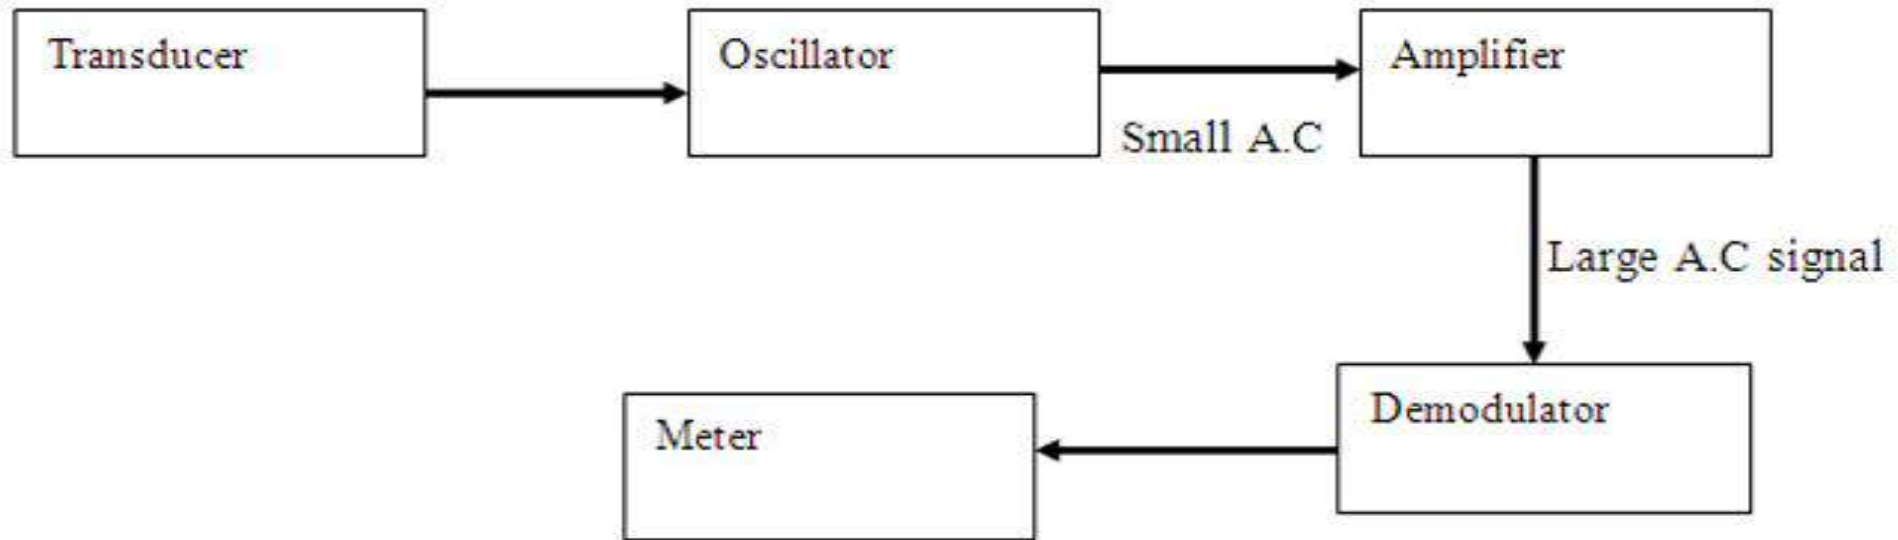 Transducer
Oscillator
Amplifier
Small A.C
Large A.C signal
Demodulator
Meter